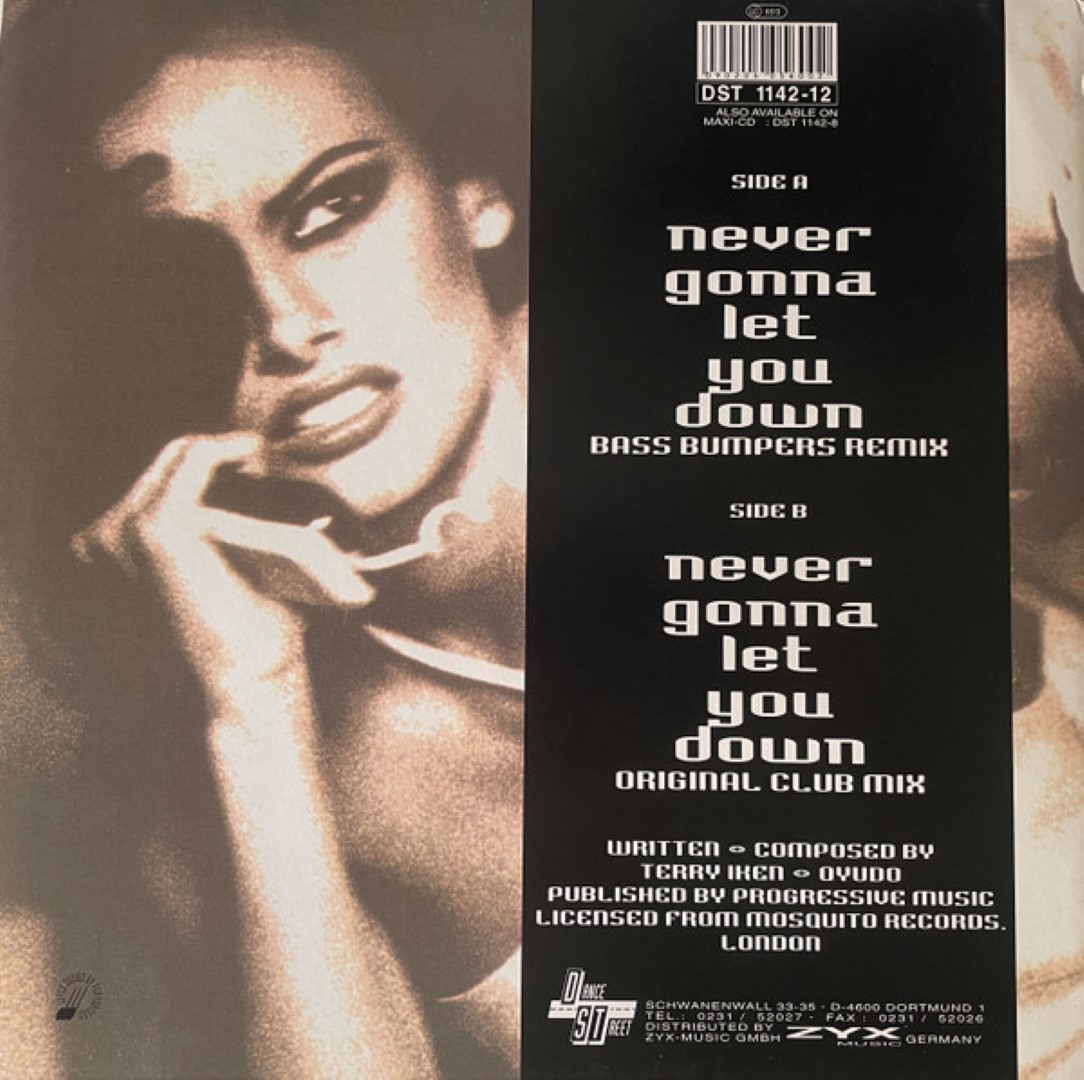 LC 6813
DST 1142-12
ALSO AVAILABLE ON
MAXI-CD : DST 1142-8
SIDE A
never
gonna
let
you
down
BASS BUMPERS REMIX
SIDE B
never
gonna
let
you
down
ORIGINAL CLUB MIX
WRITTEN & COMPOSED BY
TERRY IKEN & OYUDO
PUBLISHED BY PROGRESSIVE MUSIC
LICENSED FROM MOSQUITO RECORDS.
LONDON
DANCE
STREET
SCHWANENWALL 33-35 · D-4600 DORTMUND 1
TEL.: 0231 / 52027 - FAX : 0231 / 52026
DISTRIBUTED BY
ZYX-MUSIC GMBH ZYX MUSIC GERMANY